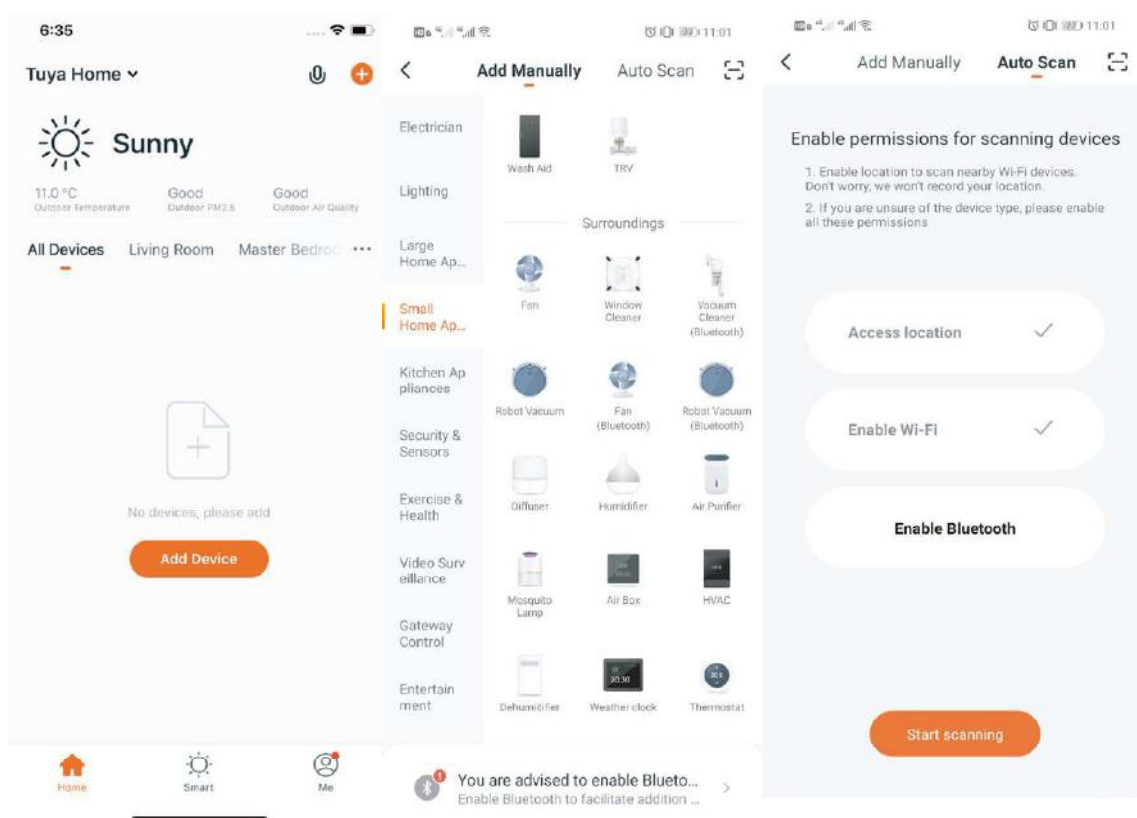 6:35
Tuya Home
Sunny
11.0 °C
Good
Good
Outdoor Temperature
Outdoor PM2.5
Outdoor Air Quality
All Devices
Living Room
Master Bedroo
No devices, please add
Add Device
Home
Smart
Me
11:01
Add Manually
Auto Scan
Electrician
Lighting
Large
Home Ap...
Small
Home Ap...
Kitchen Ap
pliances
Security &
Sensors
Exercise &
Health
Video Surv
eillance
Gateway
Control
Entertain
ment
Wash Aid
TRV
Surroundings
Fan
Window
Cleaner
Vacuum
Cleaner
(Bluetooth)
Robot Vacuum
Fan
(Bluetooth)
Robot Vacuum
(Bluetooth)
Diffuser
Humidifier
Air Purifier
Mosquito
Lamp
Air Box
HVAC
20:30
20.5
Dehumidifier
Weather clock
Thermostat
You are advised to enable Blueto...
Enable Bluetooth to facilitate addition ...
11:01
Add Manually
Auto Scan
Enable permissions for scanning devices
1. Enable location to scan nearby Wi-Fi devices.
Don't worry, we won't record your location.
2. If you are unsure of the device type, please enable
all these permissions
Access location
Enable Wi-Fi
Enable Bluetooth
Start scanning